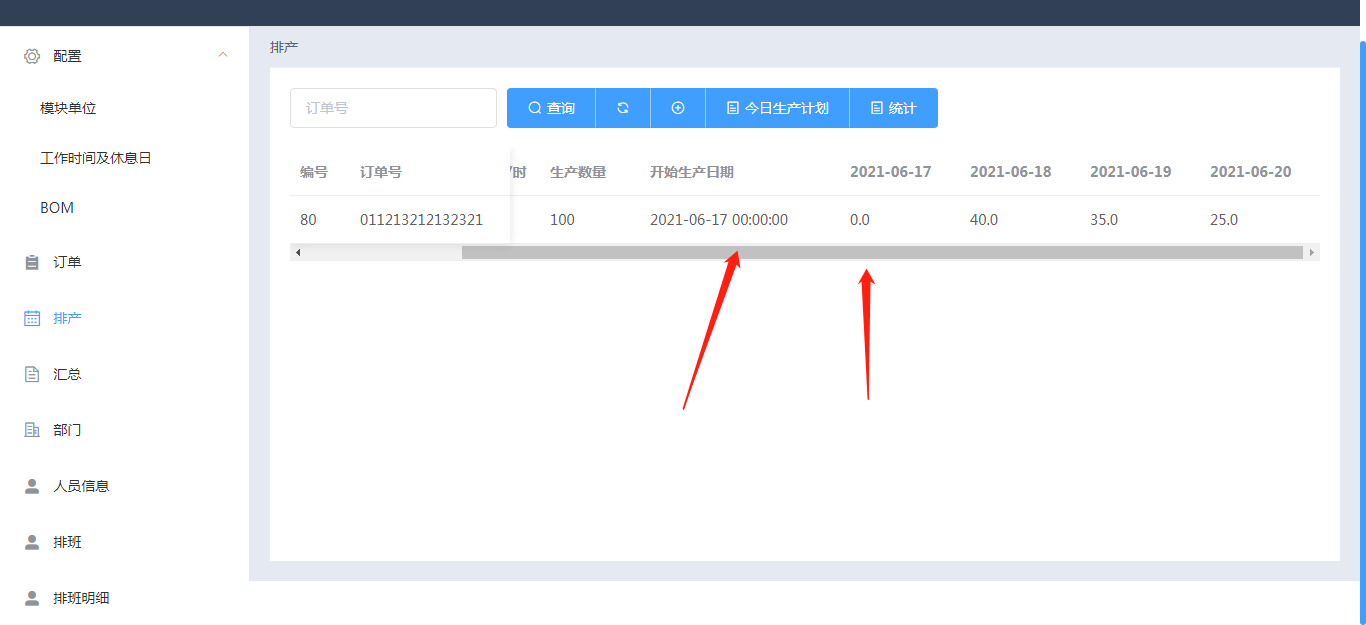 配置
模块单位
工作时间及休息日
BOM
订单
排产
汇总
部门
人员信息
排班
排班明细
排产
订单号 查询 今日生产计划 统计
编号 订单号 时 生产数量 开始生产日期 2021-06-17 2021-06-18 2021-06-19 2021-06-20
80 011213212132321 100 2021-06-17 00:00:00 0.0 40.0 35.0 25.0